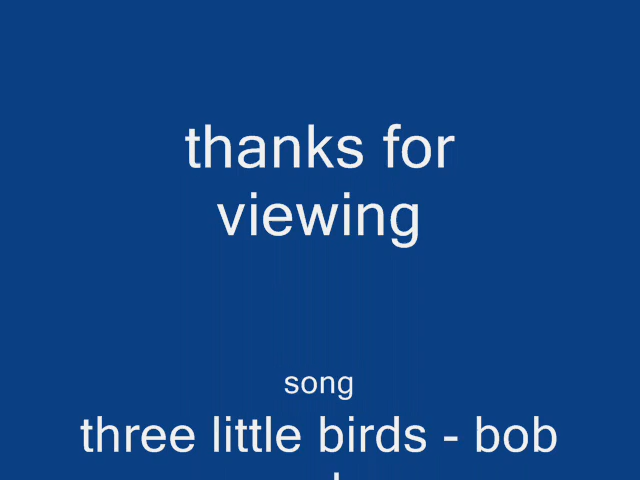 thanks for
viewing
song
three little birds - bob